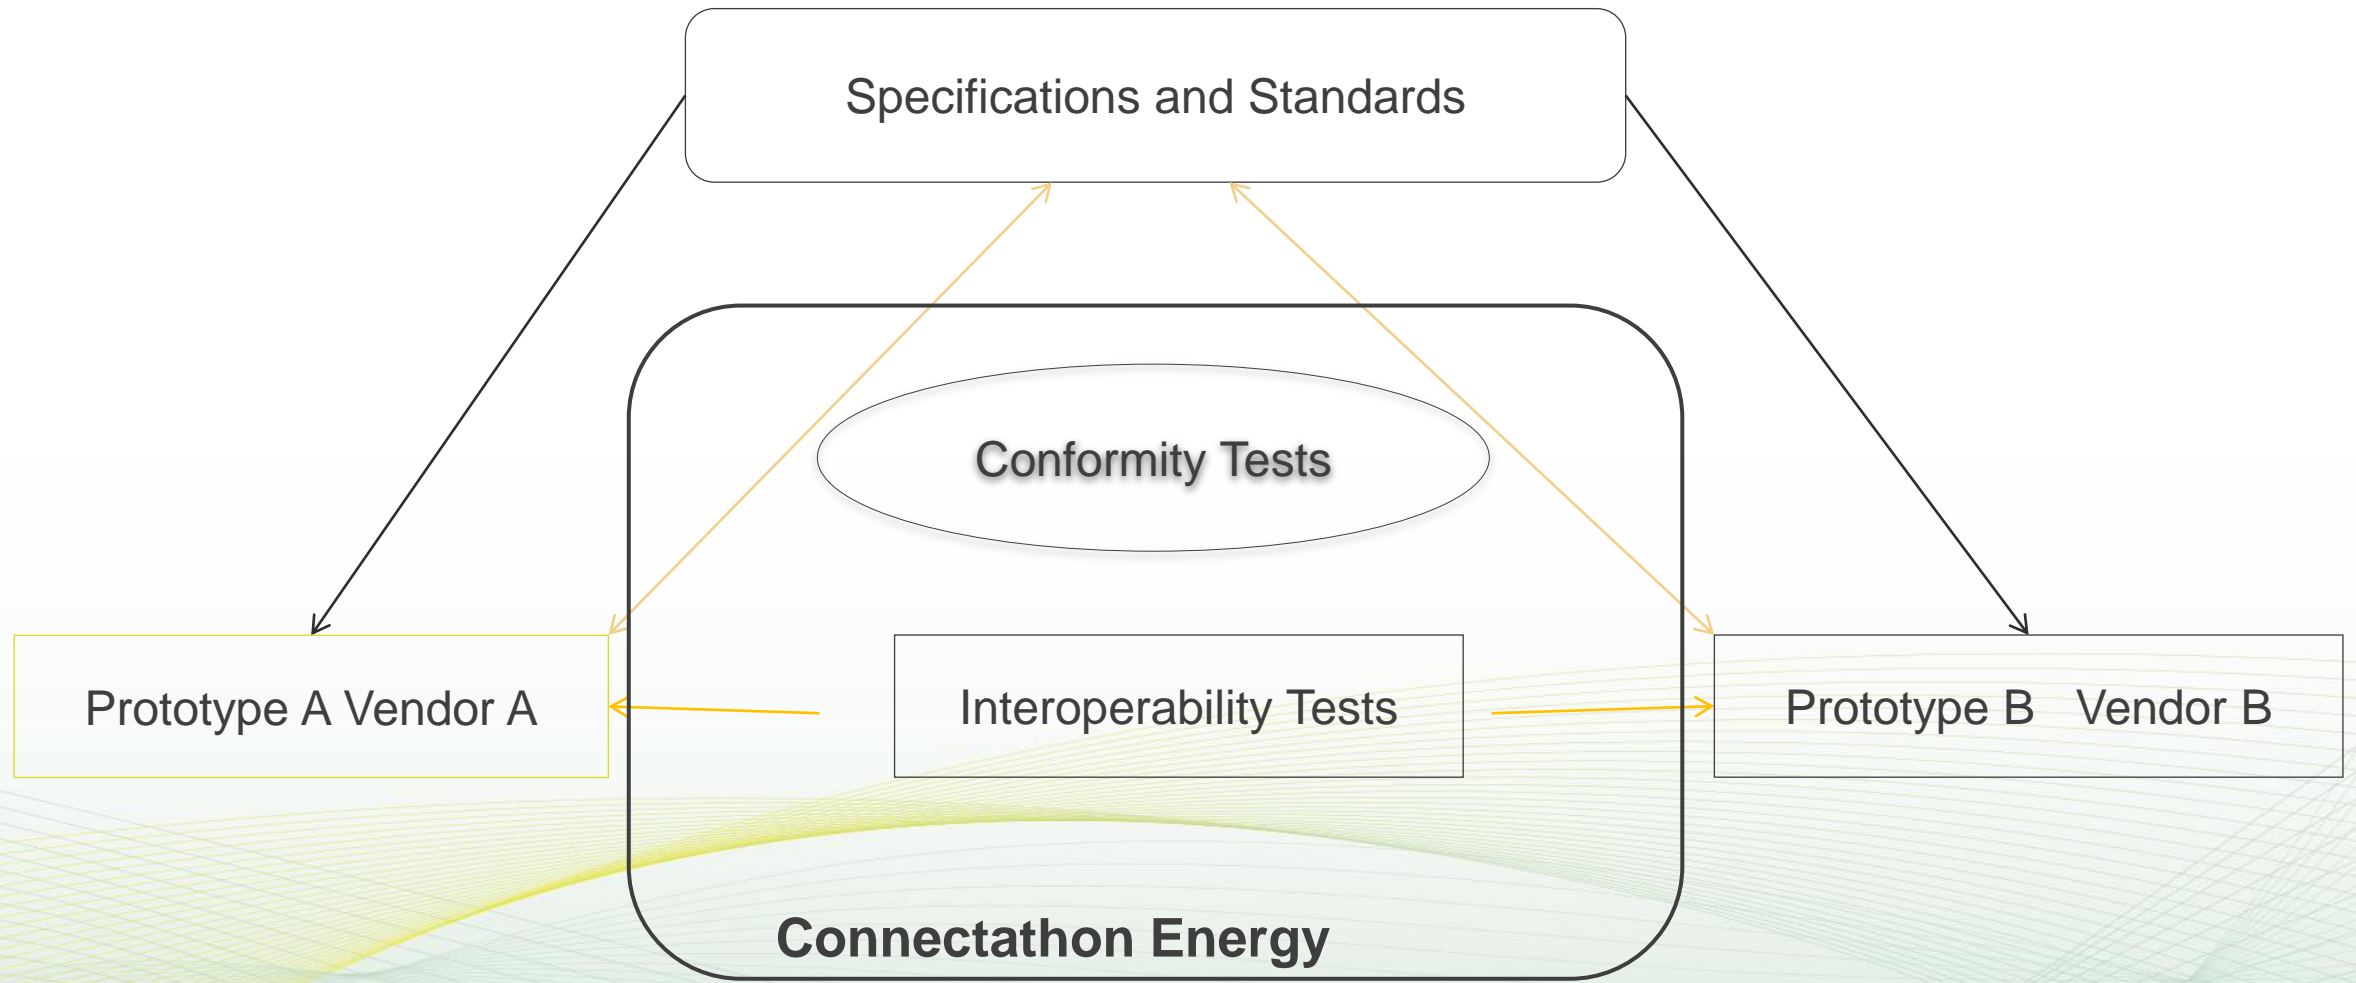 Specifications and Standards
Conformity Tests
Prototype A Vendor A
Interoperability Tests
Prototype B Vendor B
Connectathon Energy